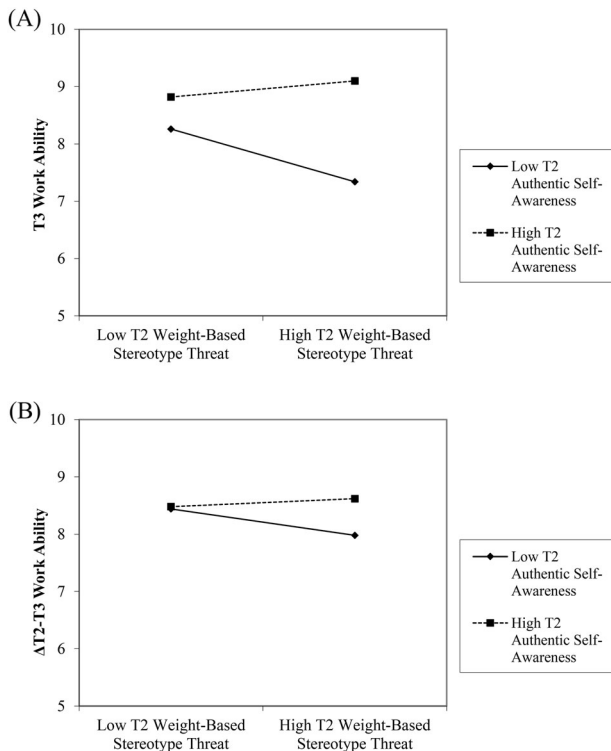 (A)
10
9
8
7
6
5
T3 Work Ability
Low T2 Weight-Based
Stereotype Threat
High T2 Weight-Based
Stereotype Threat
Low T2
Authentic Self-
Awareness
High T2
Authentic Self-
Awareness
(B)
10
9
8
7
6
5
ΔT2-T3 Work Ability
Low T2 Weight-Based
Stereotype Threat
High T2 Weight-Based
Stereotype Threat
Low T2
Authentic Self-
Awareness
High T2
Authentic Self-
Awareness